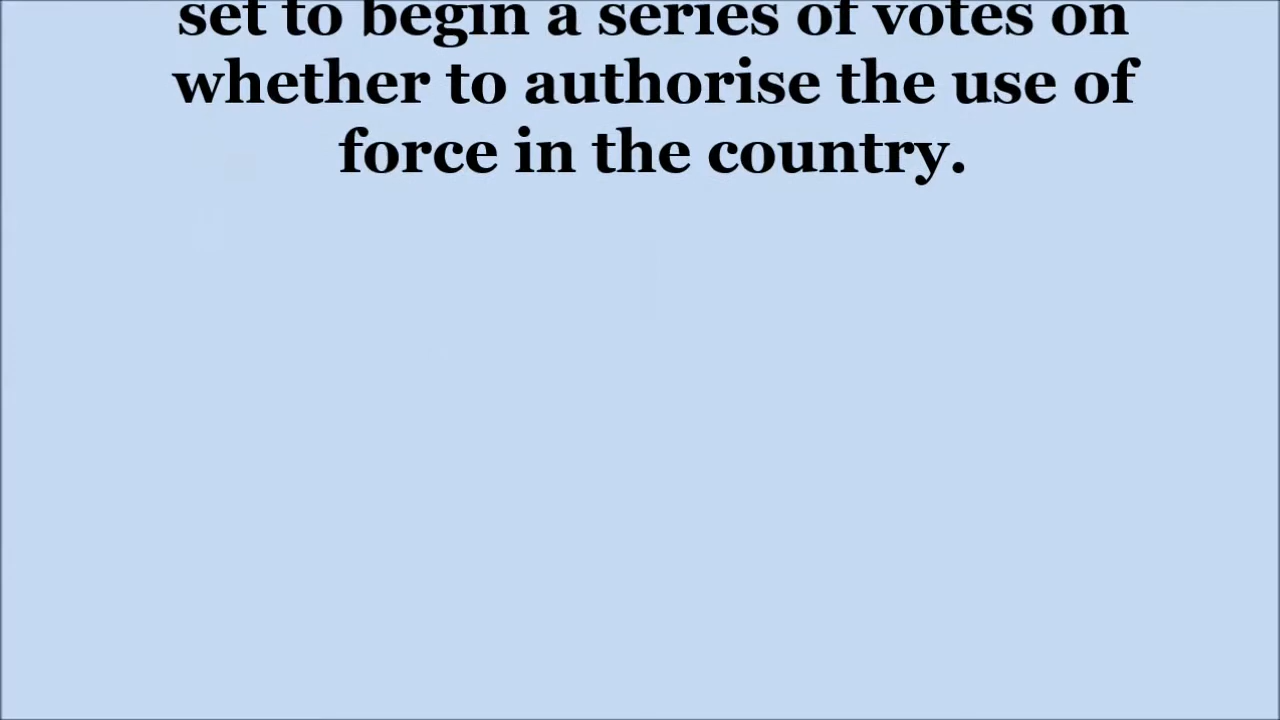 set to begin a series of votes on
whether to authorise the use of
force in the country.